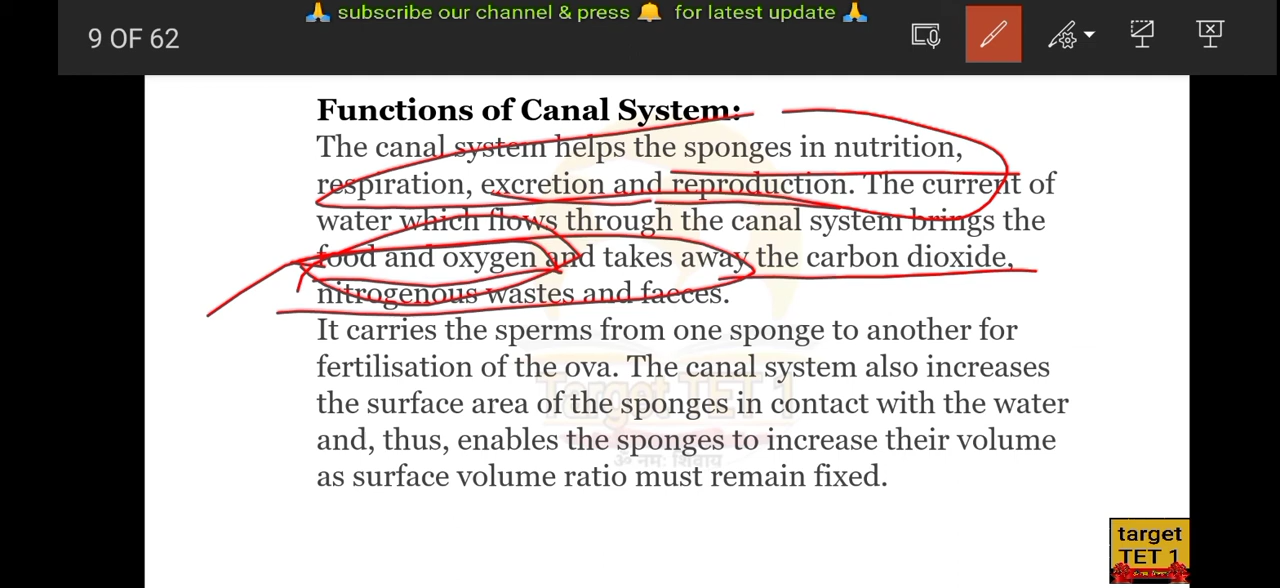 🙏 subscribe our channel & press 🔔 for latest update 🙏
9 OF 62
Functions of Canal System:
The canal system helps the sponges in nutrition,
respiration, excretion and reproduction. The current of
water which flows through the canal system brings the
food and oxygen and takes away the carbon dioxide,
nitrogenous wastes and faeces.
It carries the sperms from one sponge to another for
fertilisation of the ova. The canal system also increases
the surface area of the sponges in contact with the water
and, thus, enables the sponges to increase their volume
as surface volume ratio must remain fixed.
Target TET 1
ॐ नमः शिवाय
target
TET 1